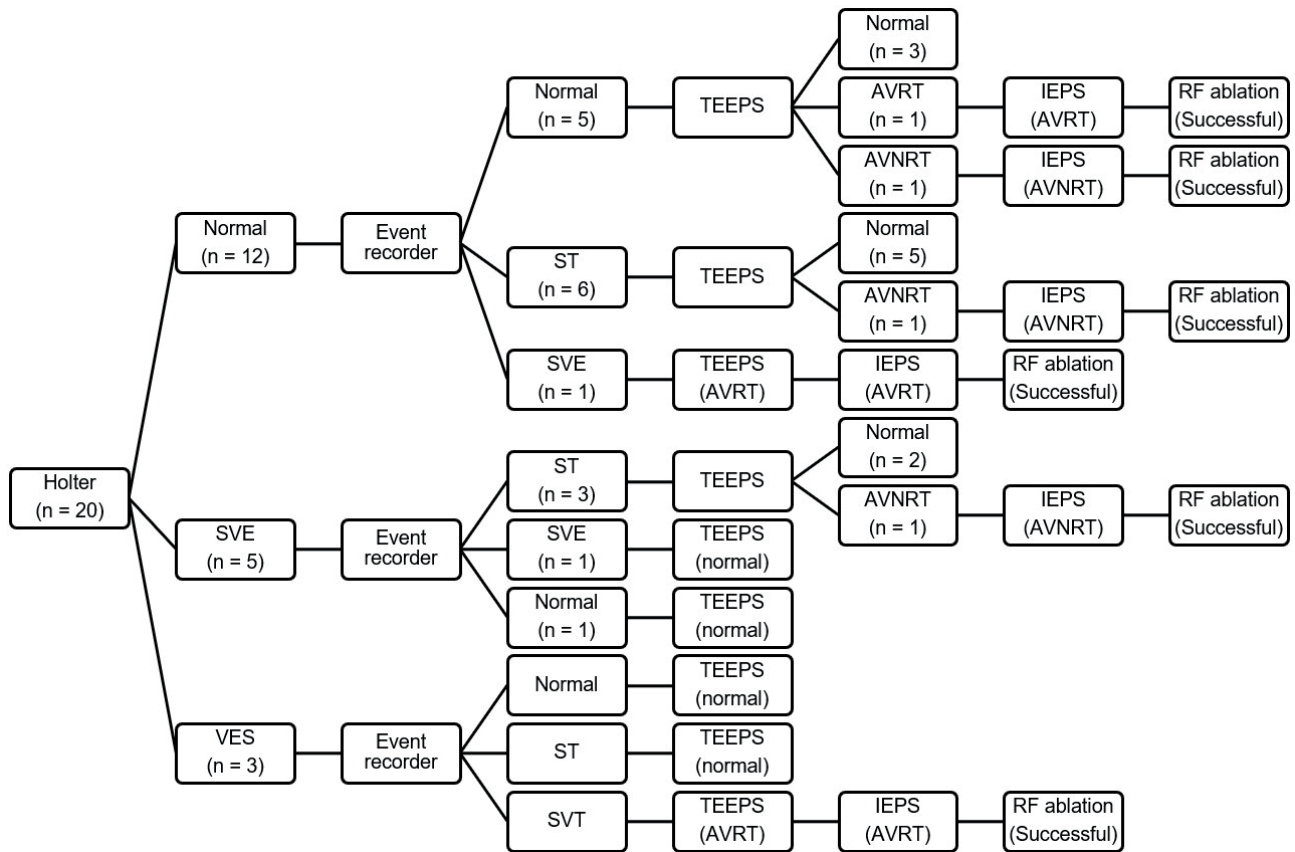 Holter
(n = 20)
Normal
(n = 12)
Event
recorder
Normal
(n = 5)
TEEPS
Normal
(n = 3)
AVRT
(n = 1)
IEPS
(AVRT)
RF ablation
(Successful)
AVNRT
(n = 1)
IEPS
(AVNRT)
RF ablation
(Successful)
ST
(n = 6)
TEEPS
Normal
(n = 5)
AVNRT
(n = 1)
IEPS
(AVNRT)
RF ablation
(Successful)
SVE
(n = 1)
TEEPS
(AVRT)
IEPS
(AVRT)
RF ablation
(Successful)
SVE
(n = 5)
Event
recorder
ST
(n = 3)
TEEPS
Normal
(n = 2)
AVNRT
(n = 1)
IEPS
(AVNRT)
RF ablation
(Successful)
SVE
(n = 1)
TEEPS
(normal)
Normal
(n = 1)
TEEPS
(normal)
VES
(n = 3)
Event
recorder
Normal
TEEPS
(normal)
ST
TEEPS
(normal)
SVT
TEEPS
(AVRT)
IEPS
(AVRT)
RF ablation
(Successful)